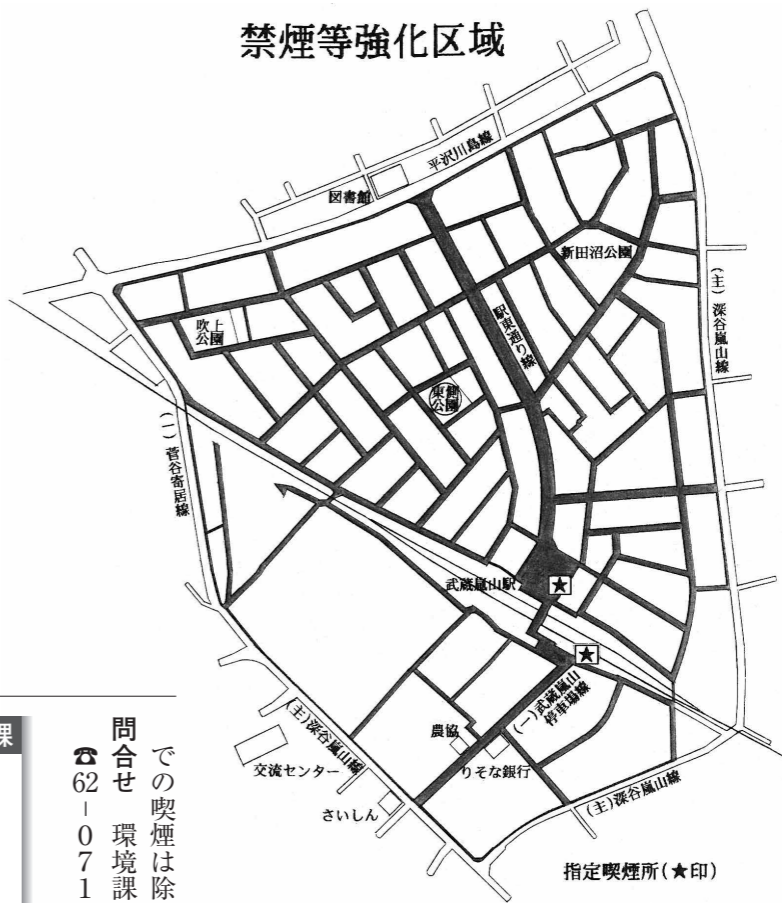 禁煙等強化区域
平沢川島線
図書館
新田沼公園
(主)深谷嵐山線
駅東通り線
吹上
公園
東側
公園
(一)菅谷寄居線
武蔵嵐山駅
★
★
(一)武蔵嵐山
停車場線
(主)深谷嵐山線
農協
りそな銀行
交流センター
さいしん
(主)深谷嵐山線
指定喫煙所(★印)
での喫煙は除
問合せ 環境課
☎62-071
課